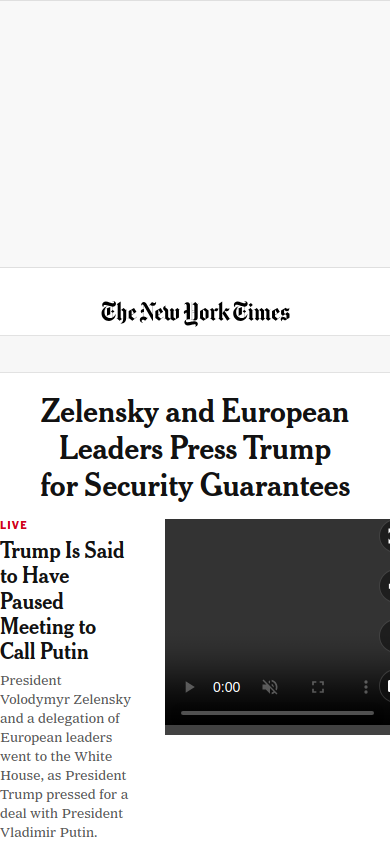 The New York Times
Zelensky and European
Leaders Press Trump
for Security Guarantees
LIVE
Trump Is Said
to Have
Paused
Meeting to
Call Putin
President
Volodymyr Zelensky
and a delegation of
European leaders
went to the White
House, as President
Trump pressed for a
deal with President
Vladimir Putin.
0:00